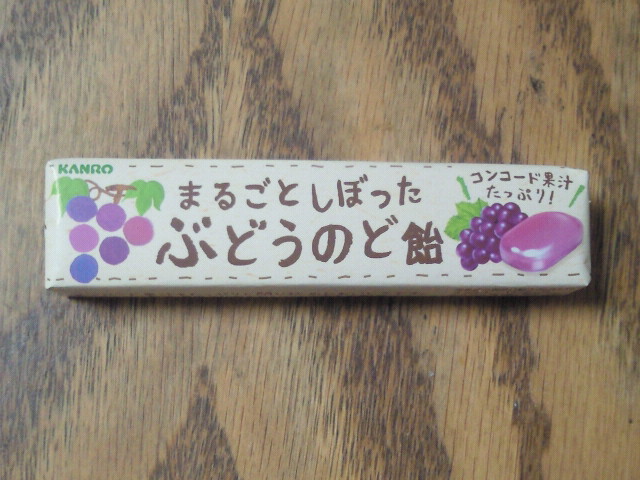 KANRO
まるごとしぼった
ぶどうのど飴
コンコード果汁
たっぷり!